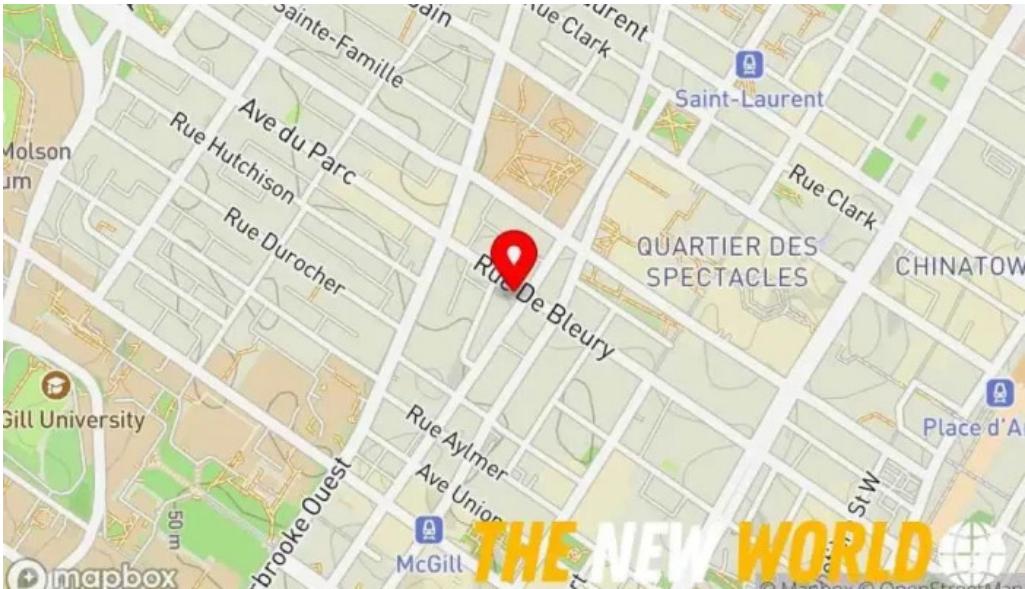 Sainte-Famille
Rue Clark
Saint-Laurent
Ave du Parc
Molson
Rue Hutchison
Rue Clark
Rue Durocher
QUARTIER DES
SPECTACLES
CHINATOW
Rue De Bleury
Gill University
Place d'A
Rue Aylmer
Ave Union
brooke Ouest
50 m
St W
McGill
THE NEW WORLD
mapbox
© Mapbox © OpenStreetMap